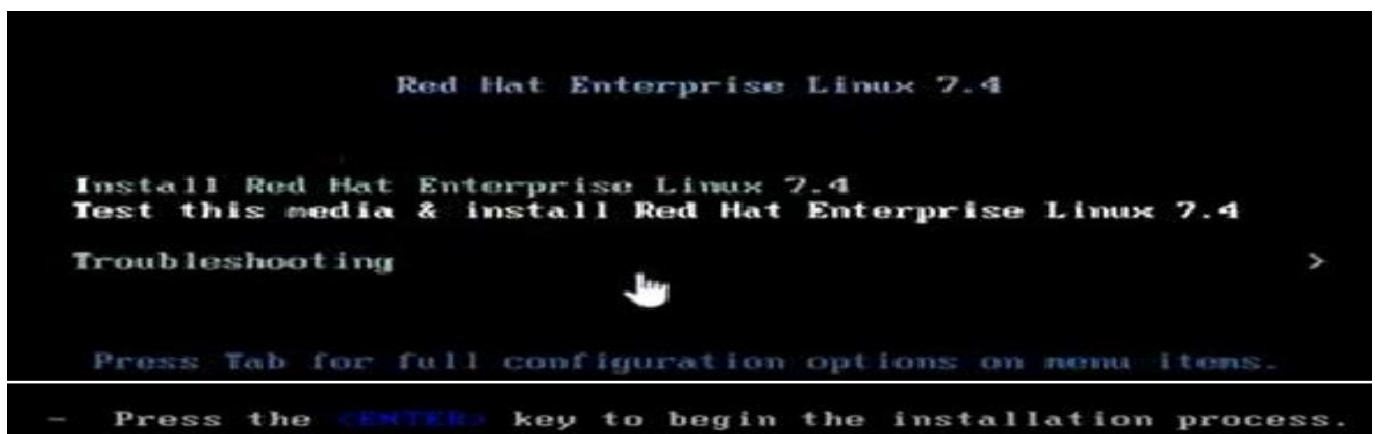 Red Hat Enterprise Linux 7.4
Install Red Hat Enterprise Linux 7.4
Test this media & install Red Hat Enterprise Linux 7.4
Troubleshooting >
Press Tab for full configuration options on menu items.
- Press the <ENTER> key to begin the installation process.